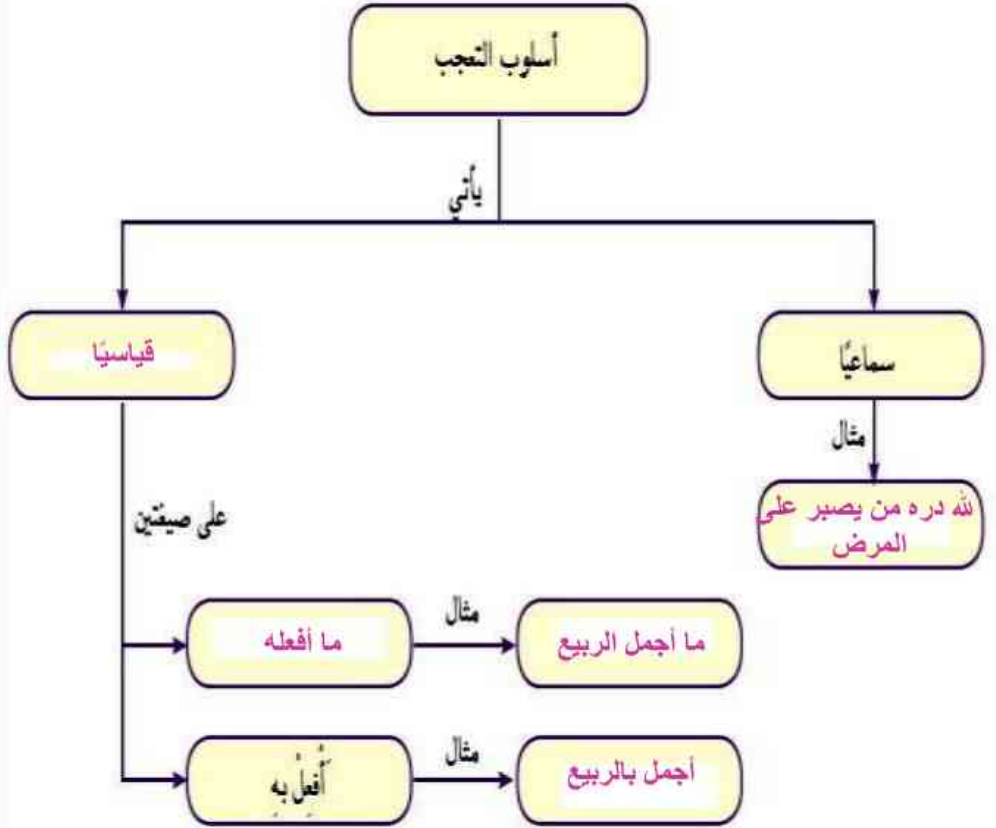 أسلوب التعجب
يأتي
سماعيًّا
قياسيًا
مثال
لله دره من يصبر على
المرض
على صيغتين
ما أفعله
مثال
ما أجمل الربيع
أَفعِلْ بِهِ
مثال
أجمل بالربيع